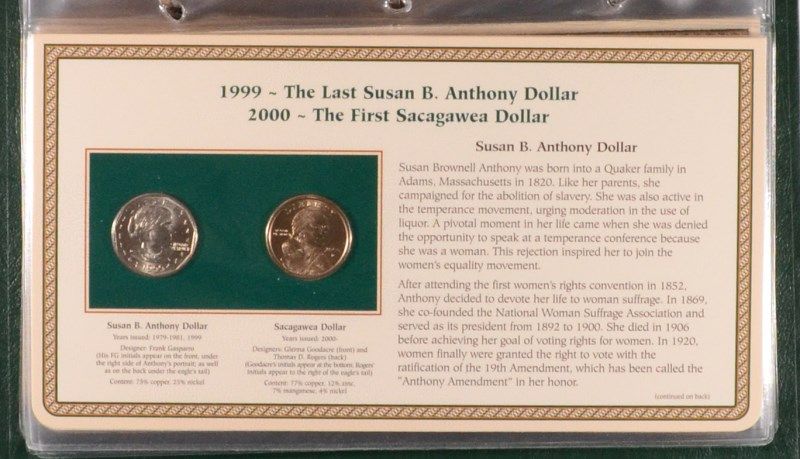 1999 ~ The Last Susan B. Anthony Dollar
2000 ~ The First Sacagawea Dollar
Susan B. Anthony Dollar
Years issued: 1979-1981, 1999
Designer: Frank Gasparro
(His FG initials appear on the front, under
the right side of Anthony's portrait; as well
as on the back under the eagle's tail)
Content: 75% copper, 25% nickel
Sacagawea Dollar
Years issued: 2000-
Designers: Glenna Goodacre (front) and
Thomas D. Rogers (back)
(Goodacre's initials appear at the bottom; Rogers'
initials appear to the right of the eagle's tail)
Content: 77% copper, 12% zinc,
7% manganese, 4% nickel
Susan B. Anthony Dollar
Susan Brownell Anthony was born into a Quaker family in
Adams, Massachusetts in 1820. Like her parents, she
campaigned for the abolition of slavery. She was also active in
the temperance movement, urging moderation in the use of
liquor. A pivotal moment in her life came when she was denied
the opportunity to speak at a temperance conference because
she was a woman. This rejection inspired her to join the
women's equality movement.
After attending the first women's rights convention in 1852,
Anthony decided to devote her life to woman suffrage. In 1869,
she co-founded the National Woman Suffrage Association and
served as its president from 1892 to 1900. She died in 1906
before achieving her goal of voting rights for women. In 1920,
women finally were granted the right to vote with the
ratification of the 19th Amendment, which has been called the
"Anthony Amendment" in her honor.
(continued on back)